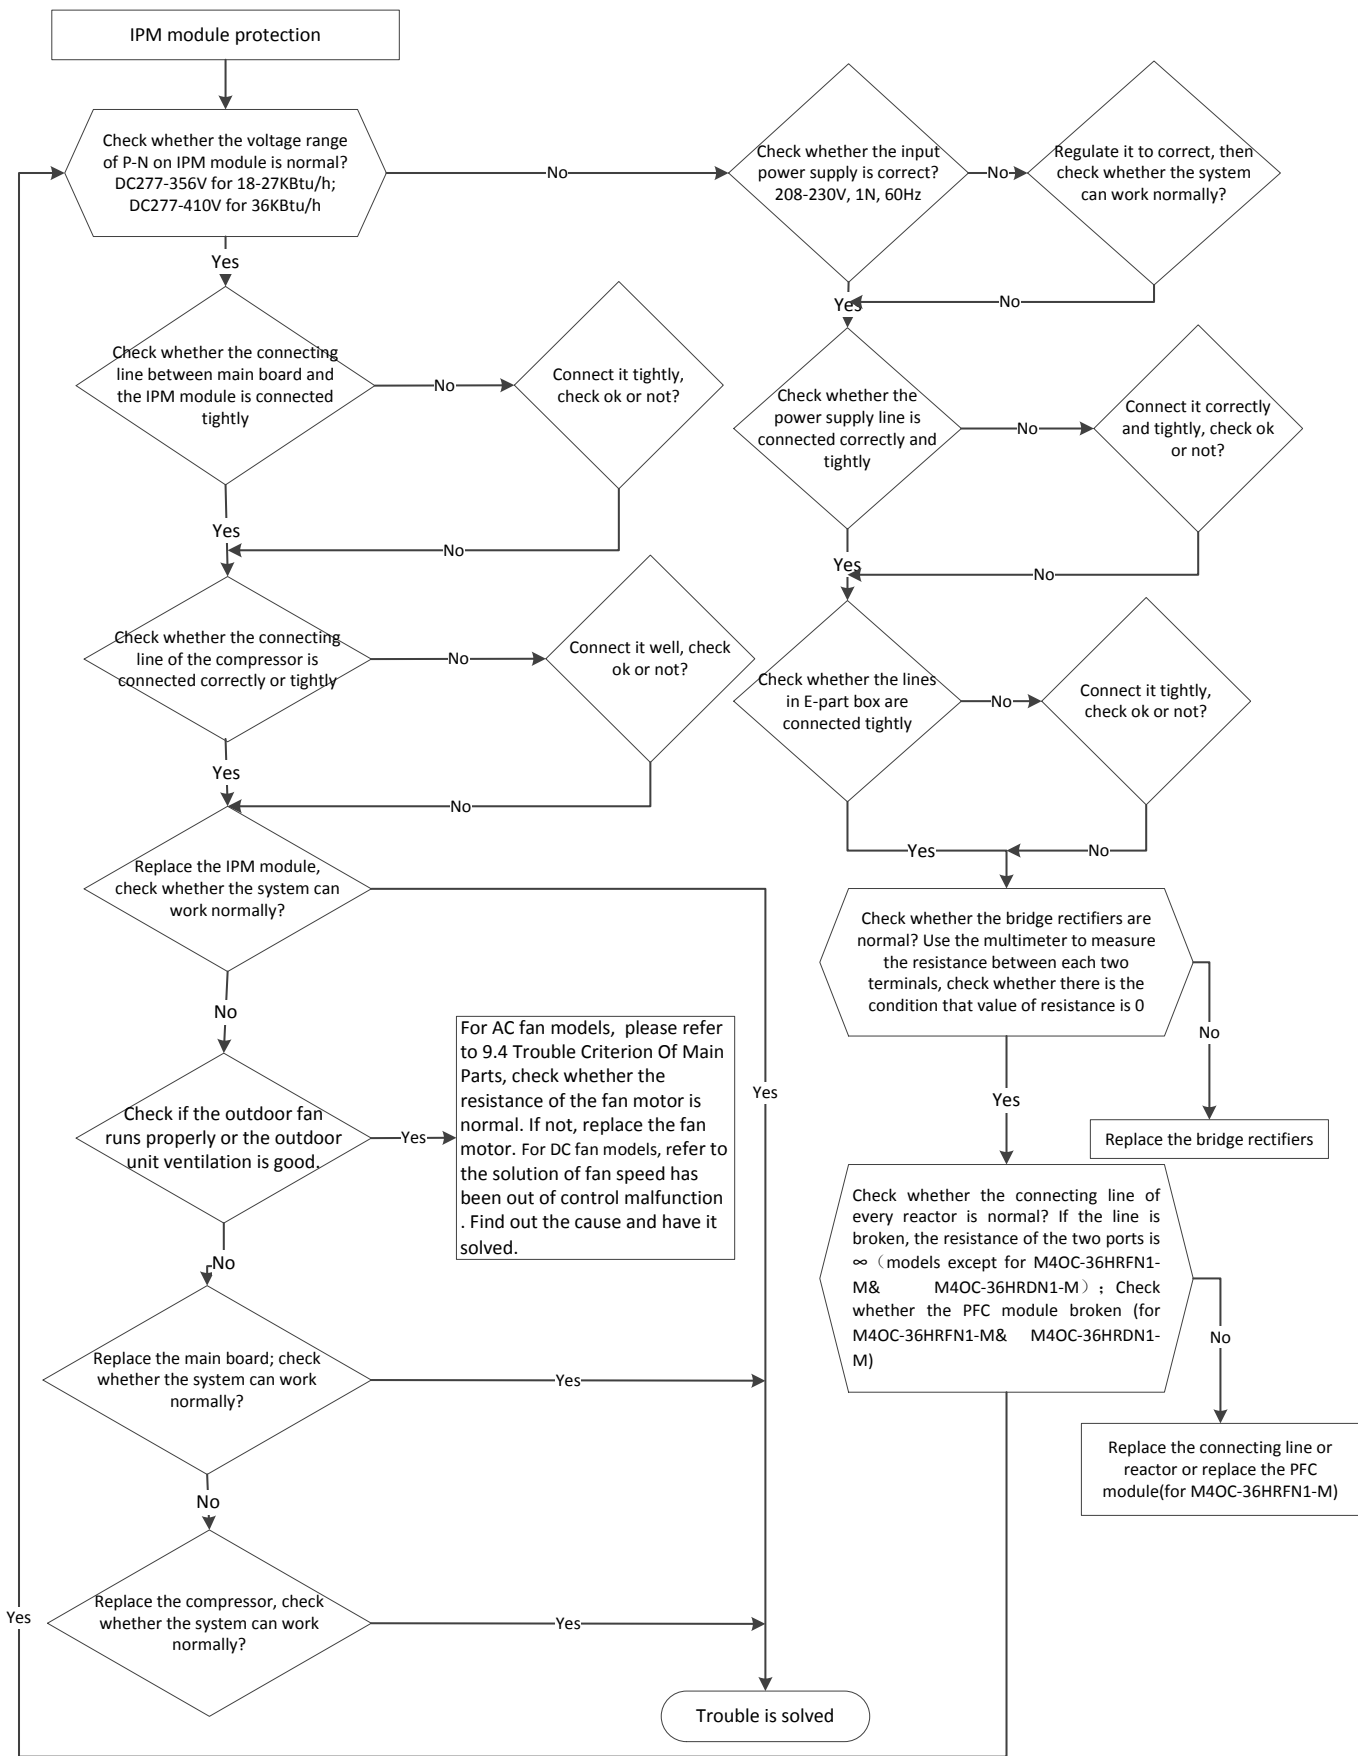 IPM module protection
Check whether the voltage range
of P-N on IPM module is normal?
DC277-356V for 18-27KBtu/h;
DC277-410V for 36KBtu/h
No
Check whether the input
power supply is correct?
208-230V, 1N, 60Hz
No
Regulate it to correct, then
check whether the system
can work normally?
Yes
Yes
No
Check whether the connecting
line between main board and
the IPM module is connected
tightly
No
Connect it tightly,
check ok or not?
Check whether the
power supply line is
connected correctly and
tightly
No
Connect it correctly
and tightly, check ok
or not?
Yes
No
Yes
No
Check whether the connecting
line of the compressor is
connected correctly or tightly
No
Connect it well, check
ok or not?
Check whether the lines
in E-part box are
connected tightly
No
Connect it tightly,
check ok or not?
Yes
No
Yes
No
Replace the IPM module,
check whether the system can
work normally?
Check whether the bridge rectifiers are
normal? Use the multimeter to measure
the resistance between each two
terminals, check whether there is the
condition that value of resistance is 0
No
No
Yes
Yes
Check if the outdoor fan
runs properly or the outdoor
unit ventilation is good.
Yes
For AC fan models, please refer
to 9.4 Trouble Criterion Of Main
Parts, check whether the
resistance of the fan motor is
normal. If not, replace the fan
motor. For DC fan models, refer to
the solution of fan speed has
been out of control malfunction
. Find out the cause and have it
solved.
Replace the bridge rectifiers
Check whether the connecting line of
every reactor is normal? If the line is
broken, the resistance of the two ports is
∞（models except for M4OC-36HRFN1-
M& M4OC-36HRDN1-M）；Check
whether the PFC module broken (for
M4OC-36HRFN1-M& M4OC-36HRDN1-
M)
No
No
Replace the main board; check
whether the system can work
normally?
Yes
Replace the connecting line or
reactor or replace the PFC
module(for M4OC-36HRFN1-M)
No
Replace the compressor, check
whether the system can work
normally?
Yes
Yes
Trouble is solved